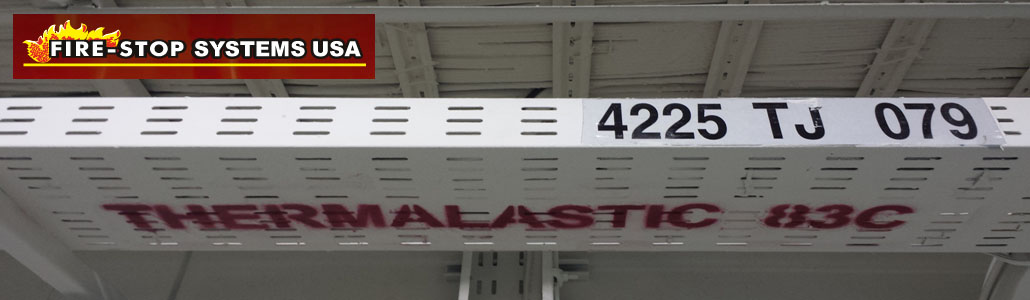 FIRE-STOP SYSTEMS USA
4225 TJ 079
THERMALASTIC 83C